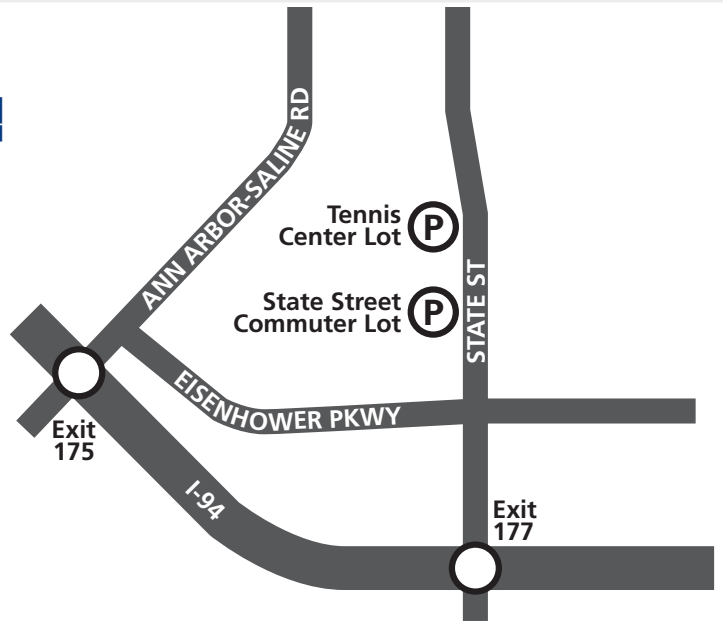 ANN ARBOR-SALINE RD
Tennis
Center Lot
P
State Street
Commuter Lot
P
STATE ST
EISENHOWER PKWY
Exit
175
I-94
Exit
177